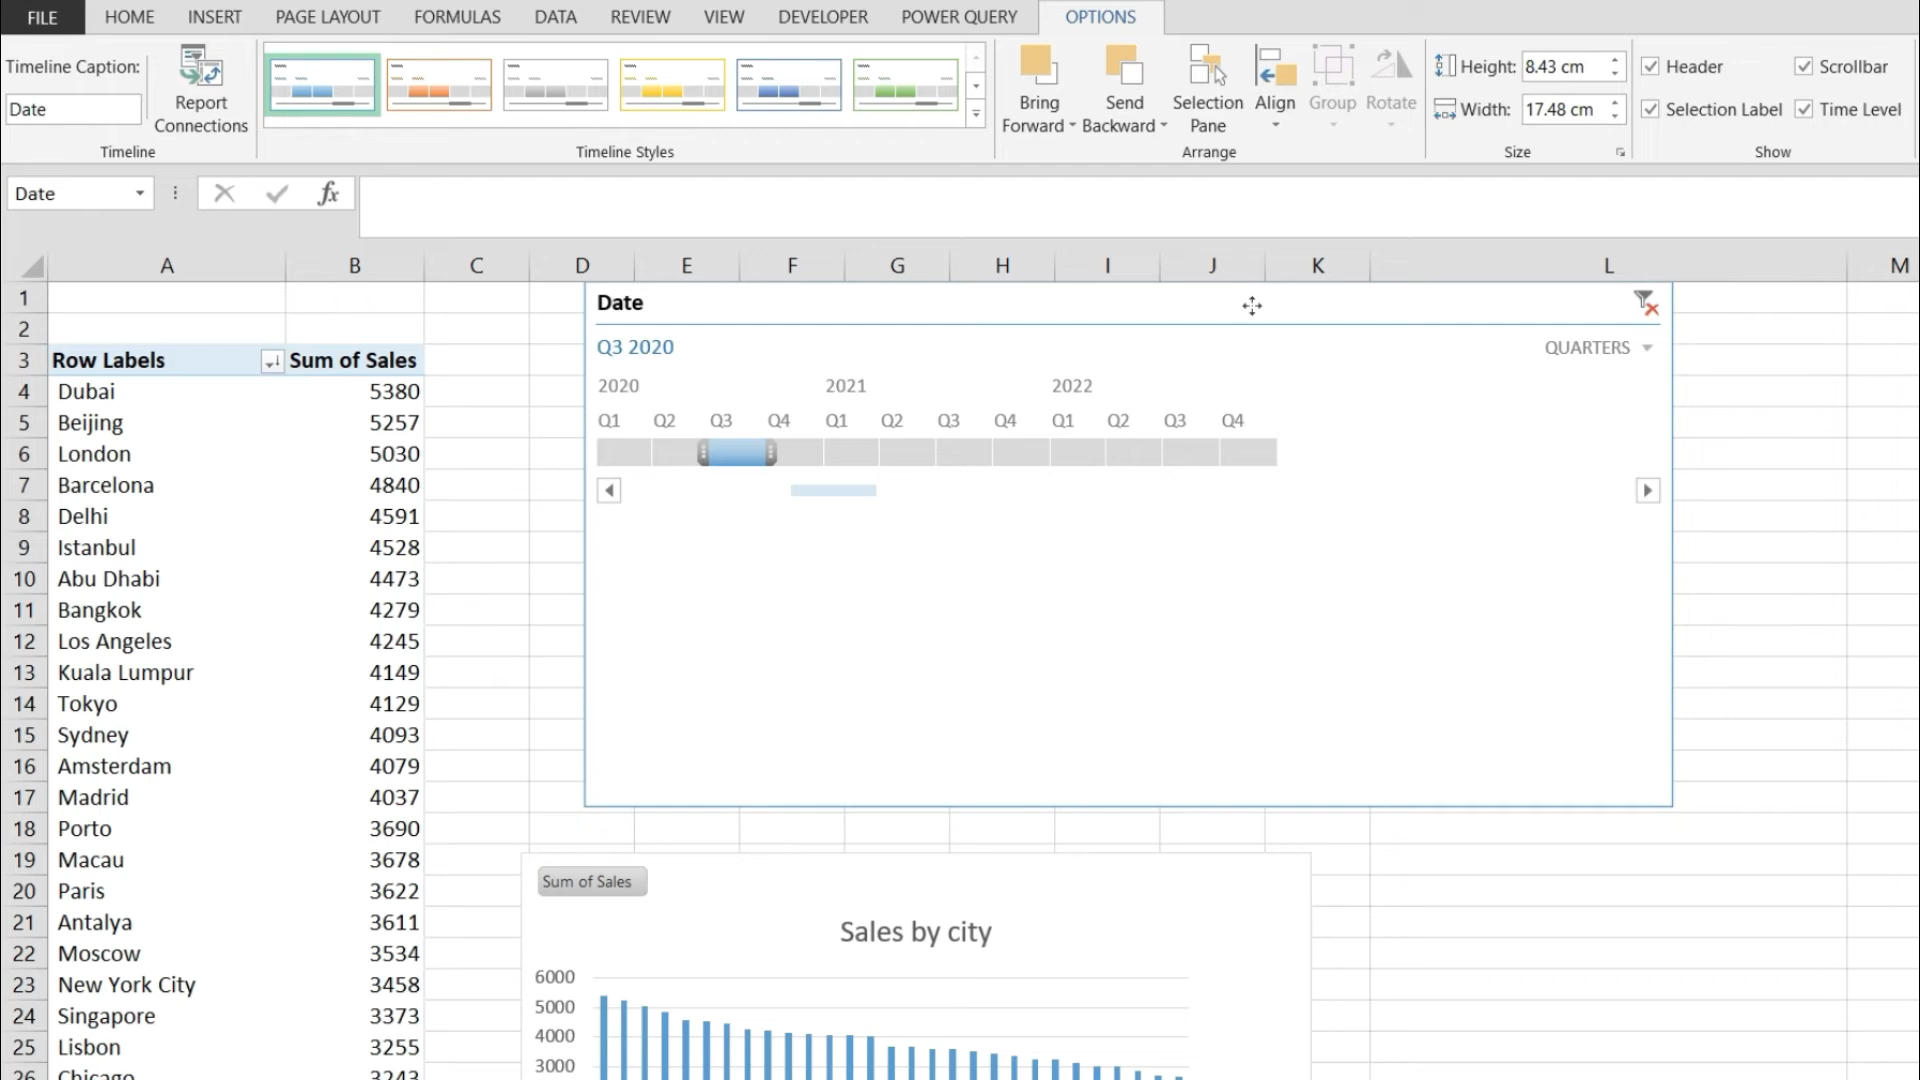 FILE HOME INSERT PAGE LAYOUT FORMULAS DATA REVIEW VIEW DEVELOPER POWER QUERY OPTIONS
Timeline Caption:
Date
Report
Connections
Timeline
Timeline Styles
Bring
Forward
Send
Backward
Selection
Pane
Align
Group
Rotate
Arrange
Height: 8.43 cm
Width: 17.48 cm
Size
Header
Scrollbar
Selection Label
Time Level
Show
Date
fx
A B C D E F G H I J K L M
1
2
3 Row Labels Sum of Sales
4 Dubai 5380
5 Beijing 5257
6 London 5030
7 Barcelona 4840
8 Delhi 4591
9 Istanbul 4528
10 Abu Dhabi 4473
11 Bangkok 4279
12 Los Angeles 4245
13 Kuala Lumpur 4149
14 Tokyo 4129
15 Sydney 4093
16 Amsterdam 4079
17 Madrid 4037
18 Porto 3690
19 Macau 3678
20 Paris 3622
21 Antalya 3611
22 Moscow 3534
23 New York City 3458
24 Singapore 3373
25 Lisbon 3255
26 Chicago 3243
Date
Q3 2020
QUARTERS
2020 2021 2022
Q1 Q2 Q3 Q4 Q1 Q2 Q3 Q4 Q1 Q2 Q3 Q4
Sum of Sales
Sales by city
6000
5000
4000
3000